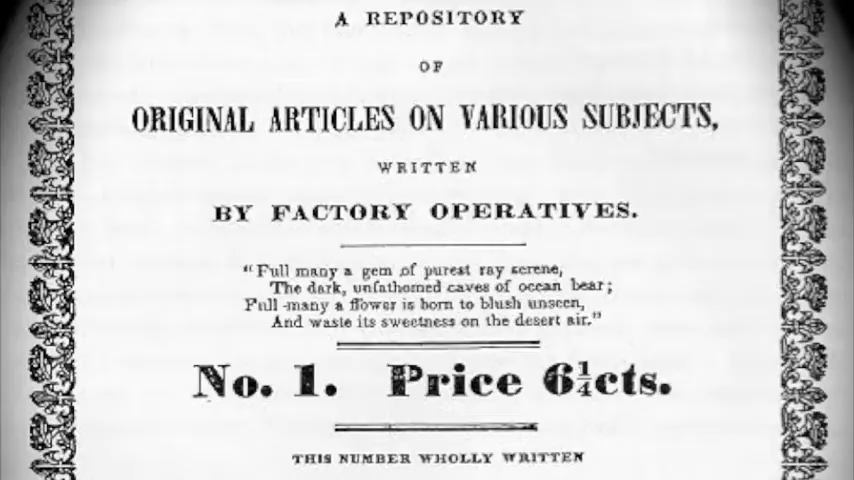 A REPOSITORY
OF
ORIGINAL ARTICLES ON VARIOUS SUBJECTS,
WRITTEN
BY FACTORY OPERATIVES.
"Full many a gem of purest ray serene,
The dark, unfathomed caves of ocean bear;
Full many a flower is born to blush unseen,
And waste its sweetness on the desert air."
No. 1. Price 6¼cts.
THIS NUMBER WHOLLY WRITTEN